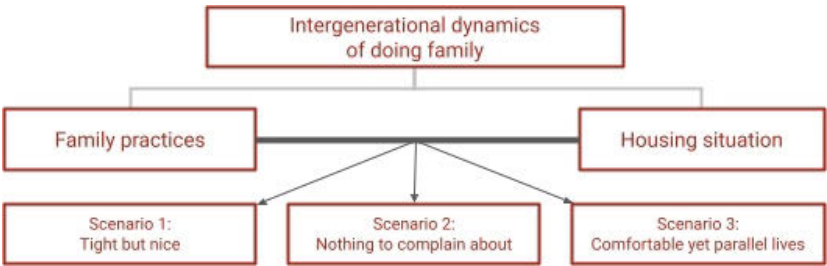 Intergenerational dynamics
of doing family
Family practices
Housing situation
Scenario 1:
Tight but nice
Scenario 2:
Nothing to complain about
Scenario 3:
Comfortable yet parallel lives